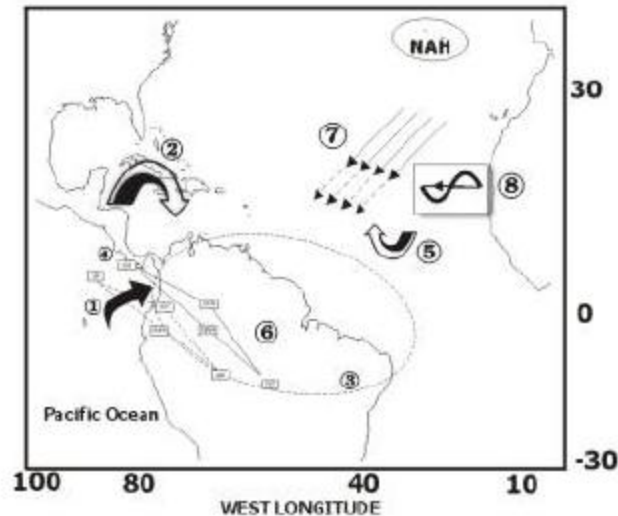 NAH
30
⑦
②
⑧
⑤
④
①
0
⑥
③
Pacific Ocean
-30
100 80 40 10
WEST LONGITUDE